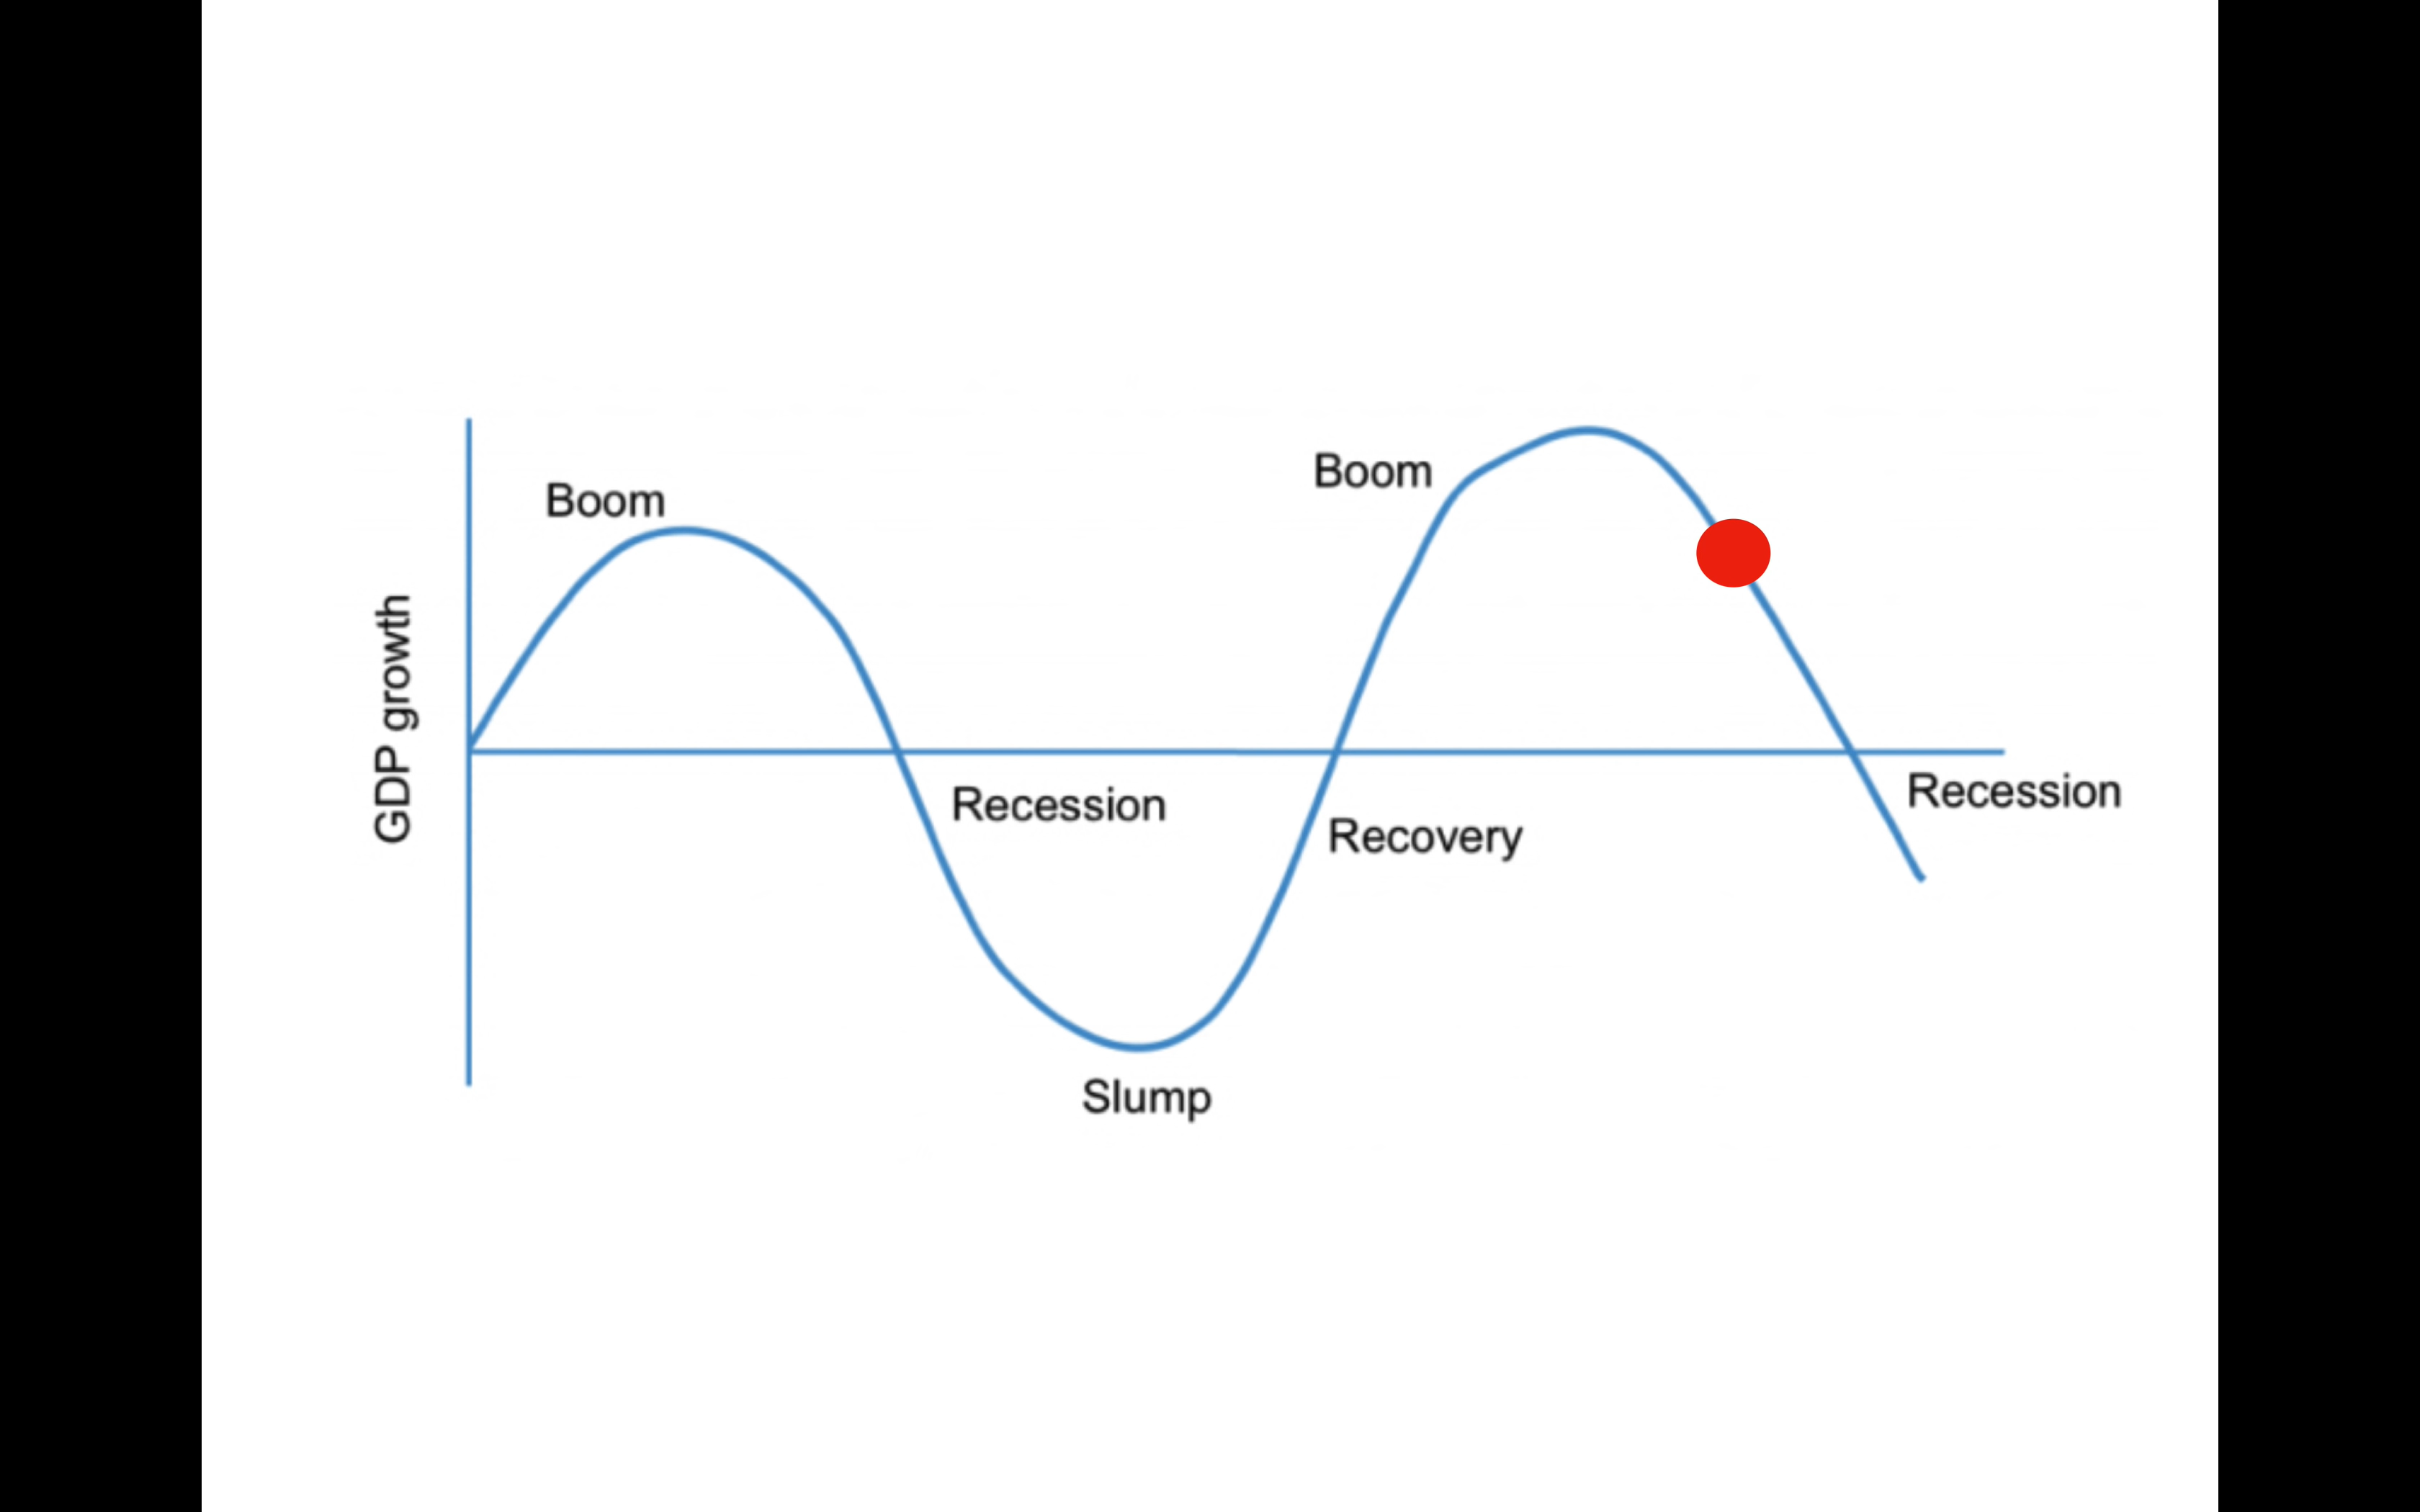 Boom
Boom
GDP growth
Recession
Recession
Recovery
Slump